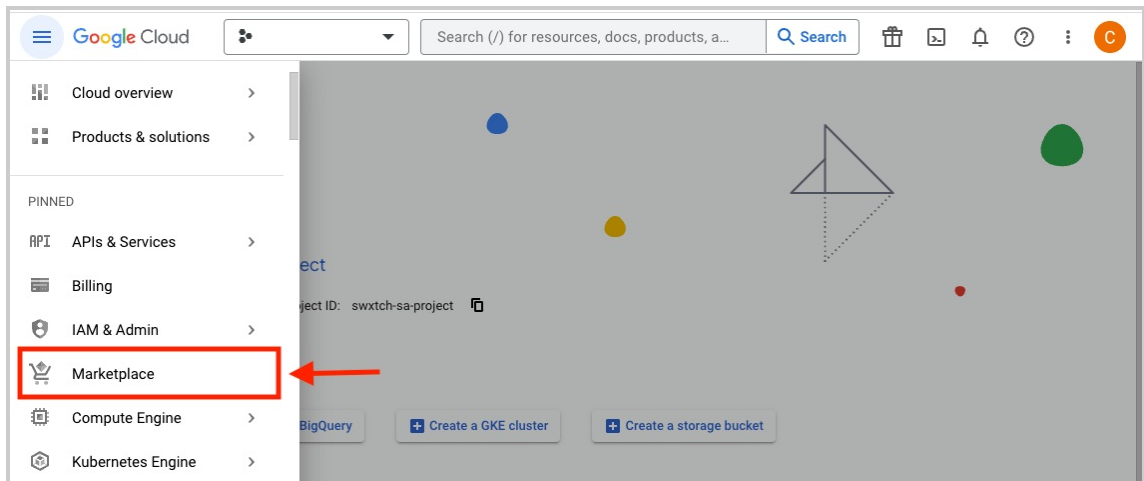 Google Cloud
Search (/) for resources, docs, products, a...
Search
C
Cloud overview
Products & solutions
PINNED
API APIs & Services
Billing
IAM & Admin
Marketplace
Compute Engine
Kubernetes Engine
ect
ject ID: swxtch-sa-project
BigQuery
Create a GKE cluster
Create a storage bucket